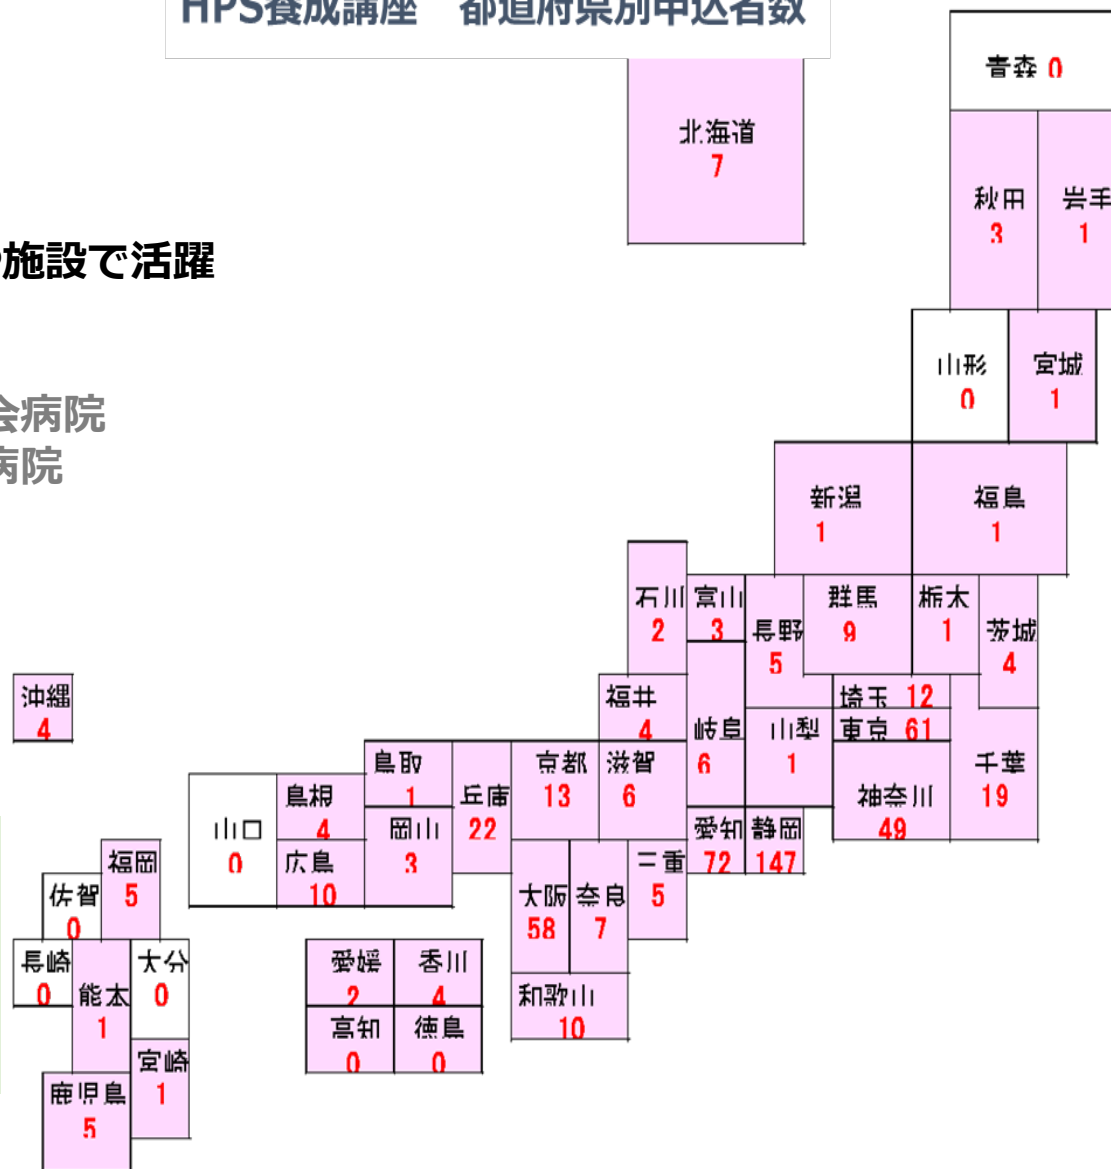 HPS養成講座 都道府県別申込者数
青森 0
北海道
7
秋田
3
岩手
1
施設で活躍
山形
0
宮城
1
会病院
病院
新潟
1
福島
1
石川
2
富山
3
長野
5
群馬
9
栃木
1
茨城
4
沖縄
4
福井
4
岐阜
6
埼玉 12
東京 61
山梨
1
千葉
19
神奈川
49
鳥取
1
島根
4
山口
0
岡山
3
広島
10
兵庫
22
京都
13
滋賀
6
愛知
72
静岡
147
三重
5
大阪
58
奈良
7
和歌山
10
福岡
5
佐賀
0
長崎
0
熊本
1
大分
0
宮崎
1
鹿児島
5
愛媛
2
香川
4
高知
0
徳島
0